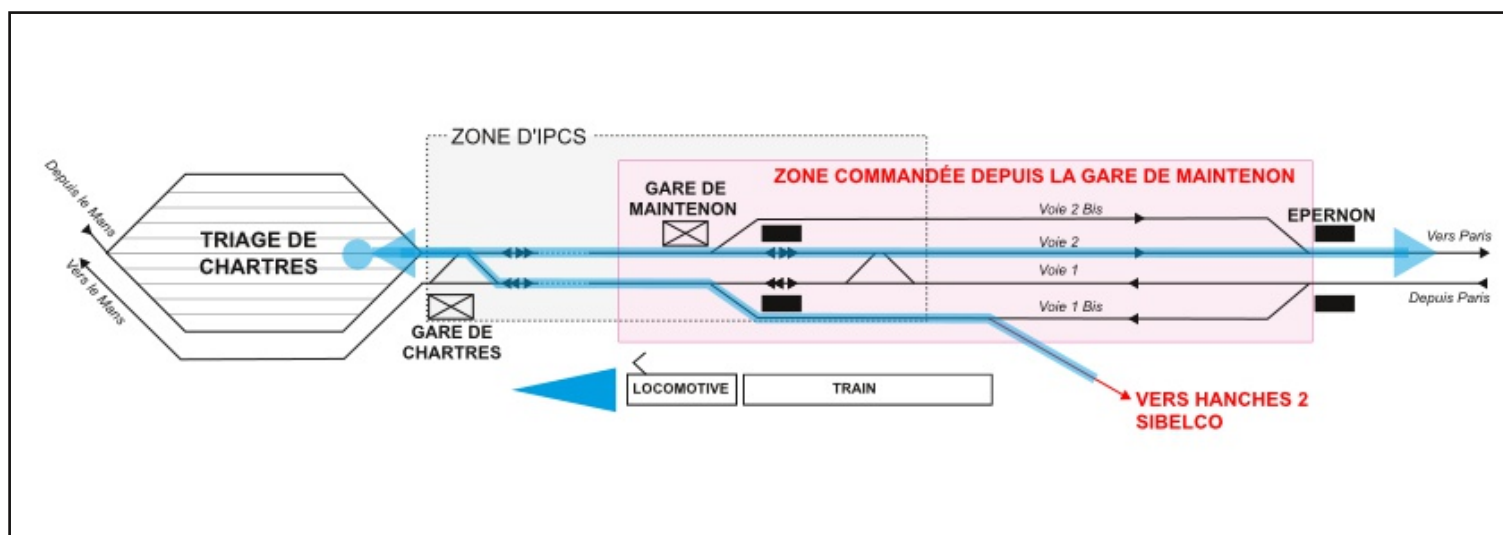 ZONE D'IPCS
ZONE COMMANDÉE DEPUIS LA GARE DE MAINTENON
Depuis le Mans
Vers le Mans
TRIAGE DE
CHARTRES
GARE DE
MAINTENON
Voie 2 Bis
EPERNON
Voie 2
Vers Paris
Voie 1
Depuis Paris
Voie 1 Bis
GARE DE
CHARTRES
LOCOMOTIVE
TRAIN
VERS HANCHES 2
SIBELCO